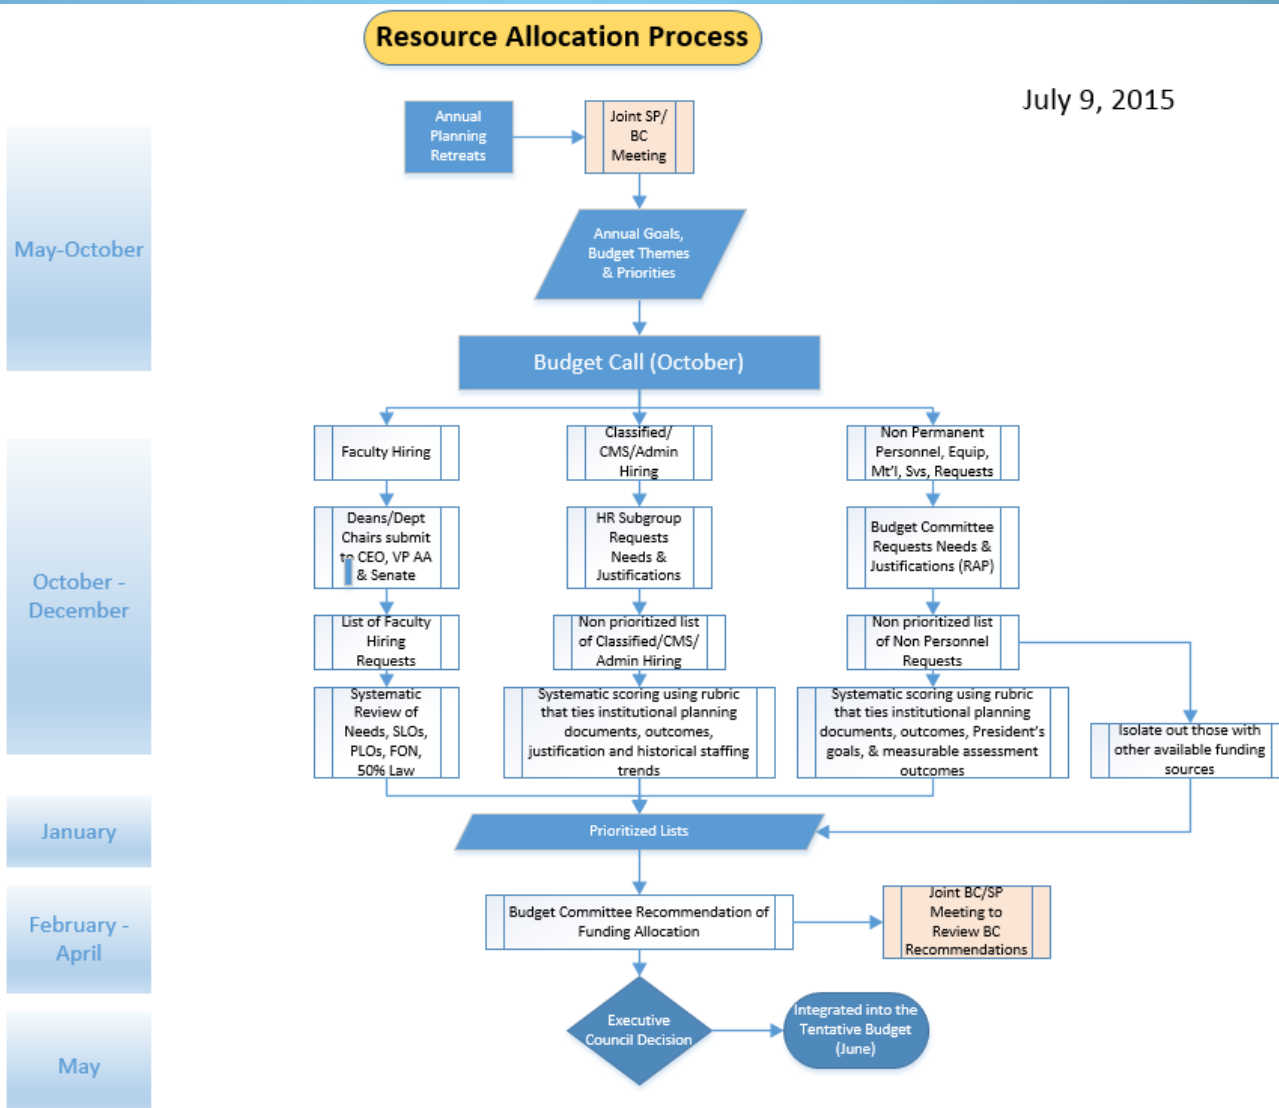 Resource Allocation Process
July 9, 2015
Annual
Planning
Retreats
Joint SP/
BC
Meeting
May-October
Annual Goals,
Budget Themes
& Priorities
Budget Call (October)
October -
December
Faculty Hiring
Classified/
CMS/Admin
Hiring
Non Permanent
Personnel, Equip,
Mt'l, Svs, Requests
Deans/Dept
Chairs submit
to CEO, VP AA
& Senate
HR Subgroup
Requests
Needs &
Justifications
Budget Committee
Requests Needs &
Justifications (RAP)
List of Faculty
Hiring
Requests
Non prioritized list
of Classified/CMS/
Admin Hiring
Non prioritized list
of Non Personnel
Requests
Systematic
Review of
Needs, SLOs,
PLOs, FON,
50% Law
Systematic scoring using rubric
that ties institutional planning
documents, outcomes,
justification and historical staffing
trends
Systematic scoring using rubric
that ties institutional planning
documents, outcomes, President's
goals, & measurable assessment
outcomes
Isolate out those with
other available funding
sources
January
Prioritized Lists
February -
April
Budget Committee Recommendation of
Funding Allocation
Joint BC/SP
Meeting to
Review BC
Recommendations
May
Executive
Council Decision
Integrated into the
Tentative Budget
(June)